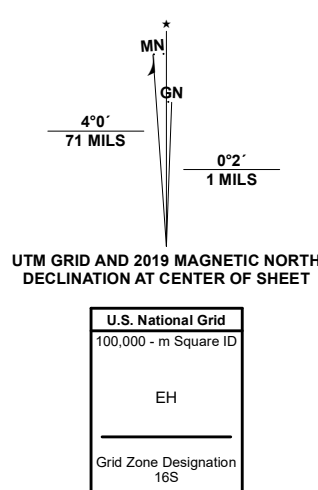 ★
MN
GN
4°0´
71 MILS
0°2´
1 MILS
UTM GRID AND 2019 MAGNETIC NORTH
DECLINATION AT CENTER OF SHEET
U.S. National Grid
100,000 - m Square ID
EH
Grid Zone Designation
16S